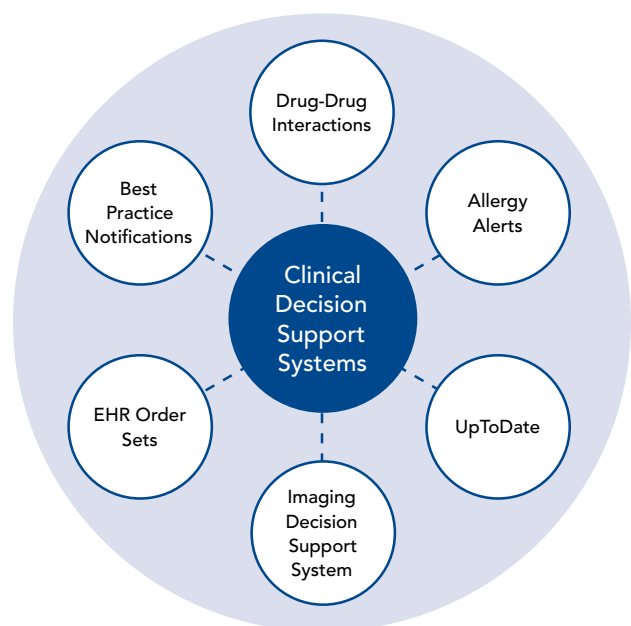 Drug-Drug
Interactions
Best
Practice
Notifications
Allergy
Alerts
Clinical
Decision
Support
Systems
EHR Order
Sets
UpToDate
Imaging
Decision
Support
System